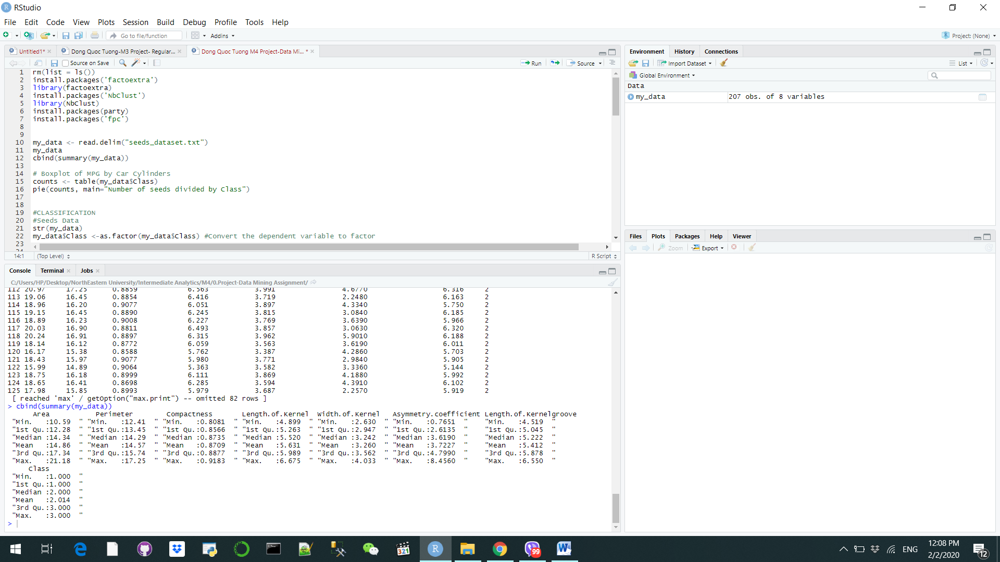 RStudio
File Edit Code View Plots Session Build Debug Profile Tools Help
Go to file/function Addins Project: (None)
Untitled1* Dong Quoc Tuong-M3 Project- Regular... Dong Quoc Tuong M4 Project-Data Mi... *
Source on Save Run Source
1 rm(list = ls())
2 install.packages('factoextra')
3 library(factoextra)
4 install.packages('NbClust')
5 library(NbClust)
6 install.packages(party)
7 install.packages('fpc')
8
9
10 my_data <- read.delim("seeds_dataset.txt")
11 my_data
12 cbind(summary(my_data))
13
14 # Boxplot of MPG by Car Cylinders
15 counts <- table(my_data$Class)
16 pie(counts, main="Number of seeds divided by Class")
17
18
19 #CLASSIFICATION
20 #Seeds Data
21 str(my_data)
22 my_data$Class <-as.factor(my_data$Class) #Convert the dependent variable to factor
23
24
14:1 (Top Level) R Script
Console Terminal Jobs
C:/Users/HP/Desktop/NorthEastern University/Intermediate Analytics/M4/0.Project-Data Mining Assignment/
112 20.97 17.25 0.8859 6.563 3.991 4.6770 6.316 2
113 19.06 16.45 0.8854 6.416 3.719 2.2480 6.163 2
114 18.96 16.20 0.9077 6.051 3.897 4.3340 5.750 2
115 19.15 16.45 0.8890 6.245 3.815 3.0840 6.185 2
116 18.89 16.23 0.9008 6.227 3.769 3.6390 5.966 2
117 20.03 16.90 0.8811 6.493 3.857 3.0630 6.320 2
118 20.24 16.91 0.8897 6.315 3.962 5.9010 6.188 2
119 18.14 16.12 0.8772 6.059 3.563 3.6190 6.011 2
120 16.17 15.38 0.8588 5.762 3.387 4.2860 5.703 2
121 18.43 15.97 0.9077 5.980 3.771 2.9840 5.905 2
122 15.99 14.89 0.9064 5.363 3.582 3.3360 5.144 2
123 18.75 16.18 0.8999 6.111 3.869 4.1880 5.992 2
124 18.65 16.41 0.8698 6.285 3.594 4.3910 6.102 2
125 17.98 15.85 0.8993 5.979 3.687 2.2570 5.919 2
[ reached 'max' / getOption("max.print") -- omitted 82 rows ]
> cbind(summary(my_data))
Area Perimeter Compactness Length.of.Kernel Width.of.Kernel Asymmetry.coefficient Length.of.Kernelgroove
"Min. :10.59 " "Min. :12.41 " "Min. :0.8081 " "Min. :4.899 " "Min. :2.630 " "Min. :0.7651 " "Min. :4.519 "
"1st Qu.:12.28 " "1st Qu.:13.45 " "1st Qu.:0.8566 " "1st Qu.:5.263 " "1st Qu.:2.947 " "1st Qu.:2.6135 " "1st Qu.:5.045 "
"Median :14.34 " "Median :14.29 " "Median :0.8735 " "Median :5.520 " "Median :3.242 " "Median :3.6190 " "Median :5.222 "
"Mean :14.86 " "Mean :14.57 " "Mean :0.8709 " "Mean :5.631 " "Mean :3.260 " "Mean :3.7227 " "Mean :5.412 "
"3rd Qu.:17.34 " "3rd Qu.:15.74 " "3rd Qu.:0.8877 " "3rd Qu.:5.989 " "3rd Qu.:3.562 " "3rd Qu.:4.7990 " "3rd Qu.:5.878 "
"Max. :21.18 " "Max. :17.25 " "Max. :0.9183 " "Max. :6.675 " "Max. :4.033 " "Max. :8.4560 " "Max. :6.550 "
Class
"Min. :1.000 "
"1st Qu.:1.000 "
"Median :2.000 "
"Mean :2.014 "
"3rd Qu.:3.000 "
"Max. :3.000 "
>
Environment History Connections
Import Dataset List
Global Environment
Data
my_data 207 obs. of 8 variables
Files Plots Packages Help Viewer
Zoom Export
321 R 99 W ENG 12:08 PM
2/2/2020 12